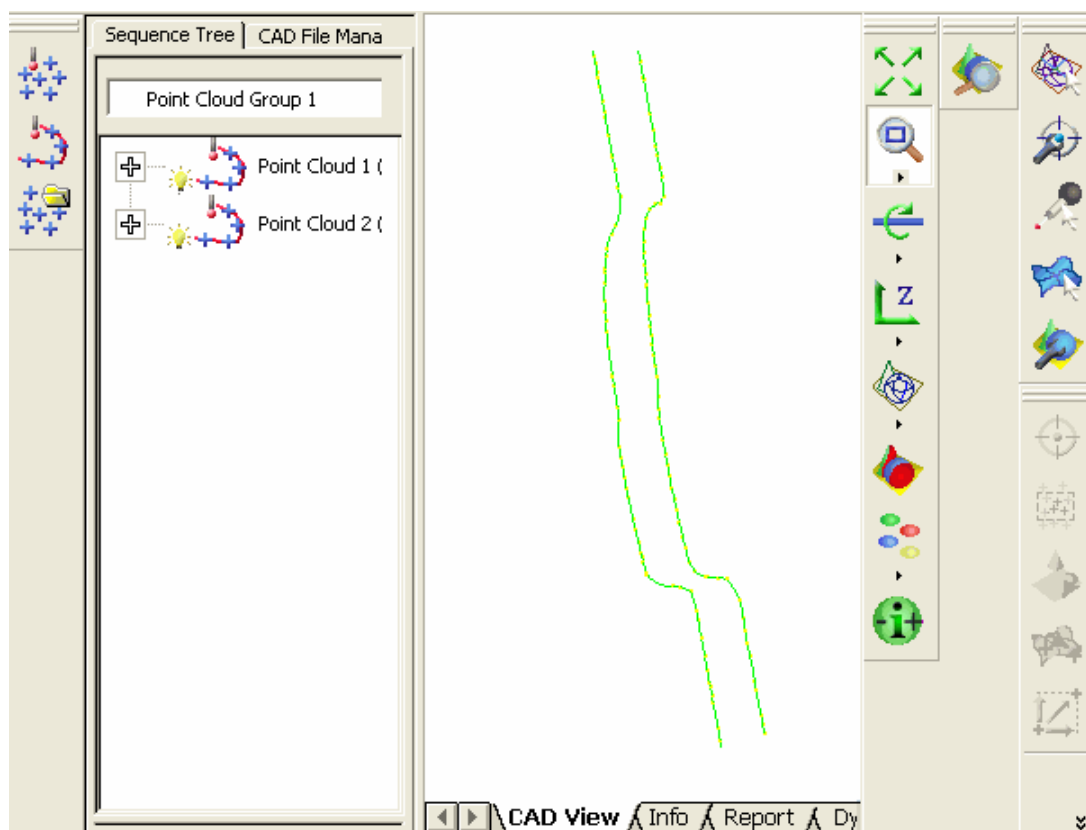 Sequence Tree CAD File Mana
Point Cloud Group 1
Point Cloud 1 (
Point Cloud 2 (
Z
CAD View Info Report Dy